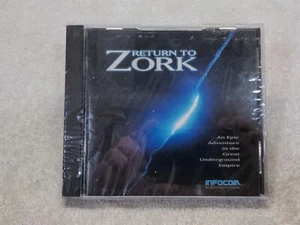 RETURN TO
ZORK
An Epic
Adventure
in the
Great
Underground
Empire
INFOCOM